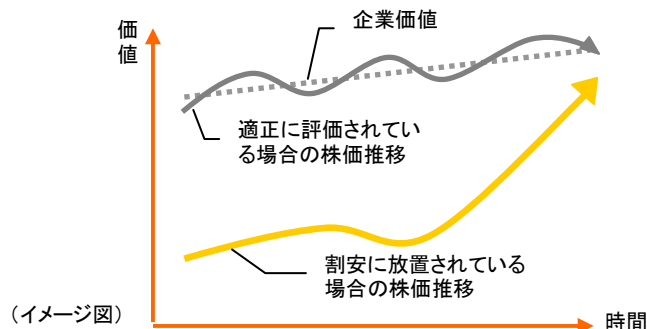 価
値
企業価値
適正に評価されてい
る場合の株価推移
割安に放置されている
場合の株価推移
(イメージ図)
時間